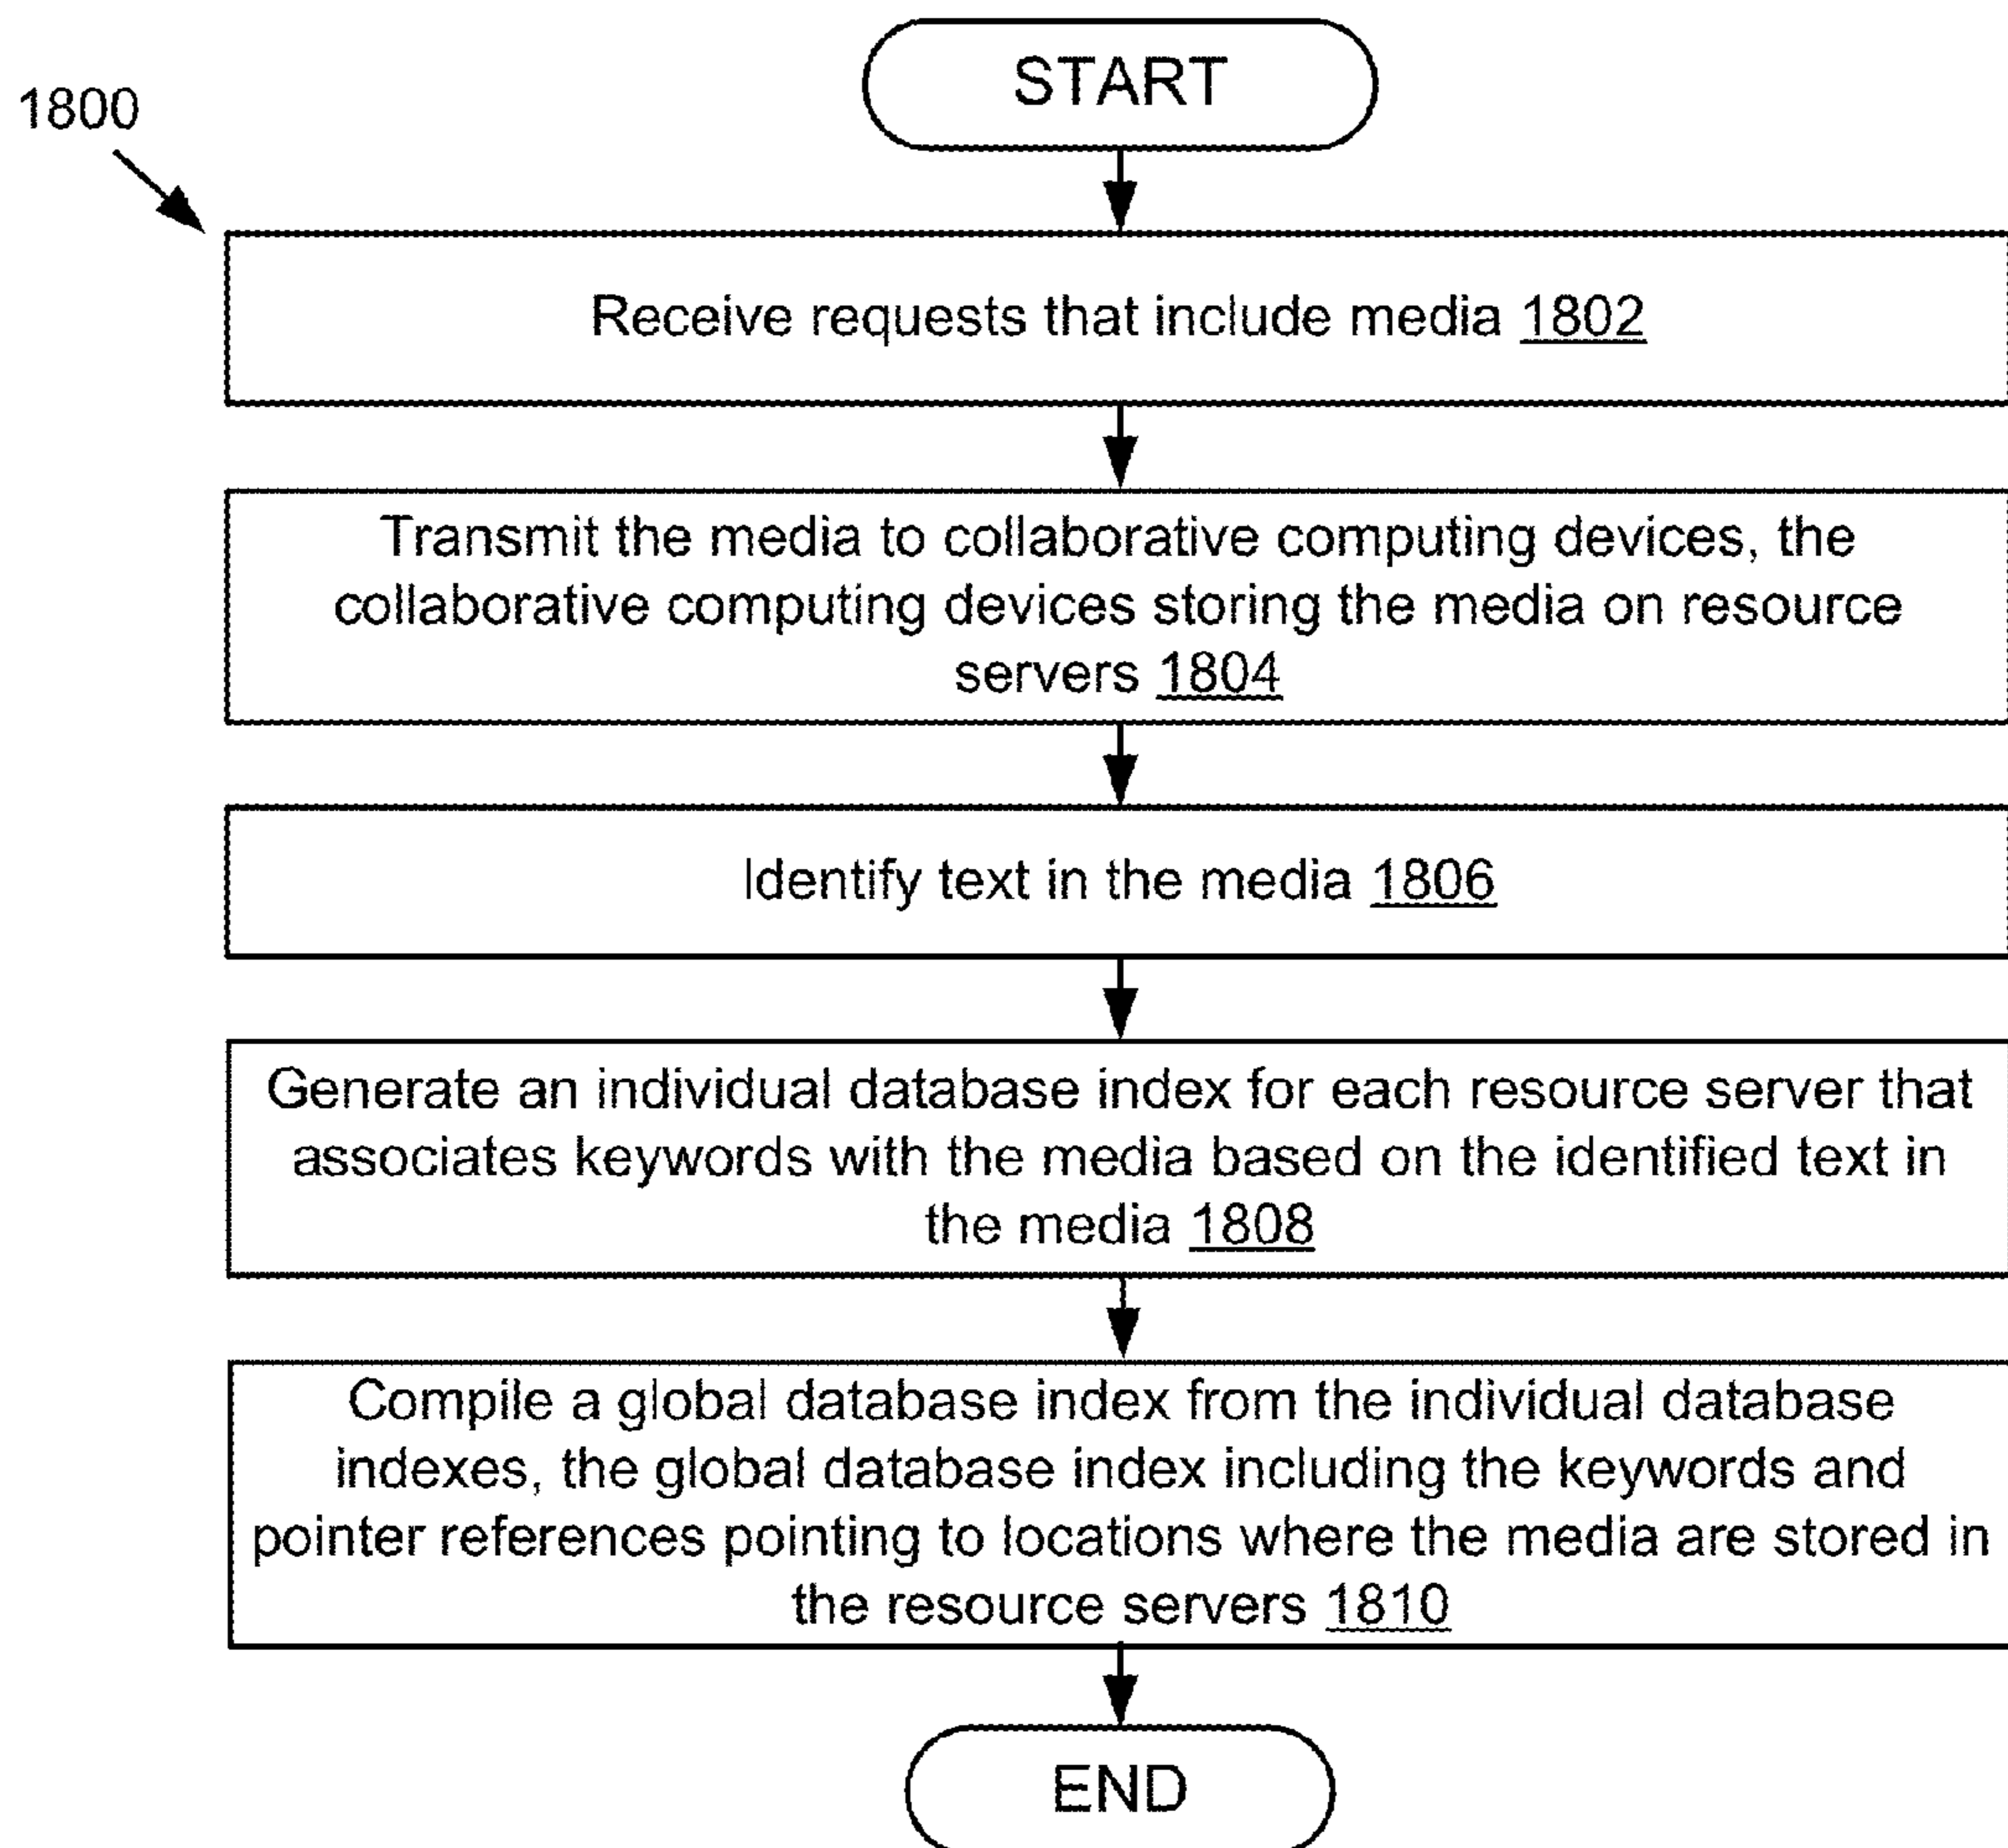 START
1800
Receive requests that include media 1802
Transmit the media to collaborative computing devices, the
collaborative computing devices storing the media on resource
servers 1804
Identify text in the media 1806
Generate an individual database index for each resource server that
associates keywords with the media based on the identified text in
the media 1808
Compile a global database index from the individual database
indexes, the global database index including the keywords and
pointer references pointing to locations where the media are stored in
the resource servers 1810
END